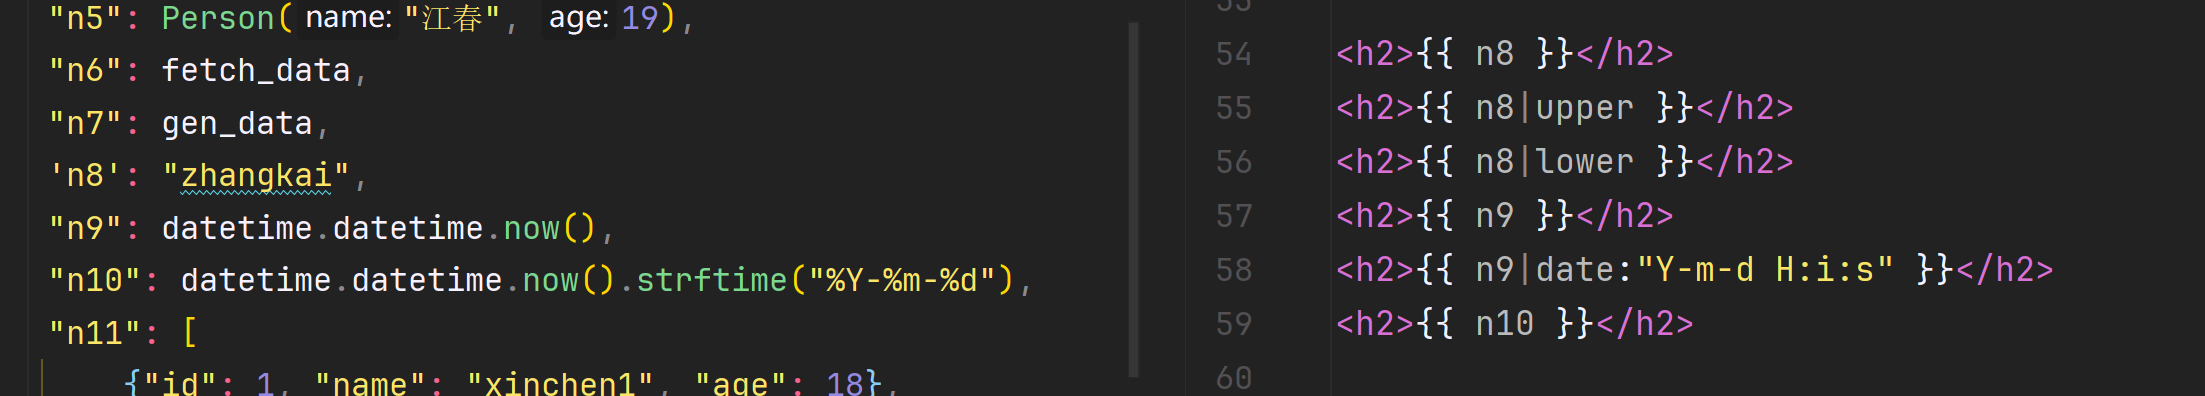 "n5": Person( name: "江春", age: 19),
"n6": fetch_data,
"n7": gen_data,
'n8': "zhangkai",
"n9": datetime.datetime.now(),
"n10": datetime.datetime.now().strftime("%Y-%m-%d"),
"n11": [
{"id": 1, "name": "xinchen1", "age": 18},
53
54 <h2>{{ n8 }}</h2>
55 <h2>{{ n8|upper }}</h2>
56 <h2>{{ n8|lower }}</h2>
57 <h2>{{ n9 }}</h2>
58 <h2>{{ n9|date:"Y-m-d H:i:s" }}</h2>
59 <h2>{{ n10 }}</h2>
60